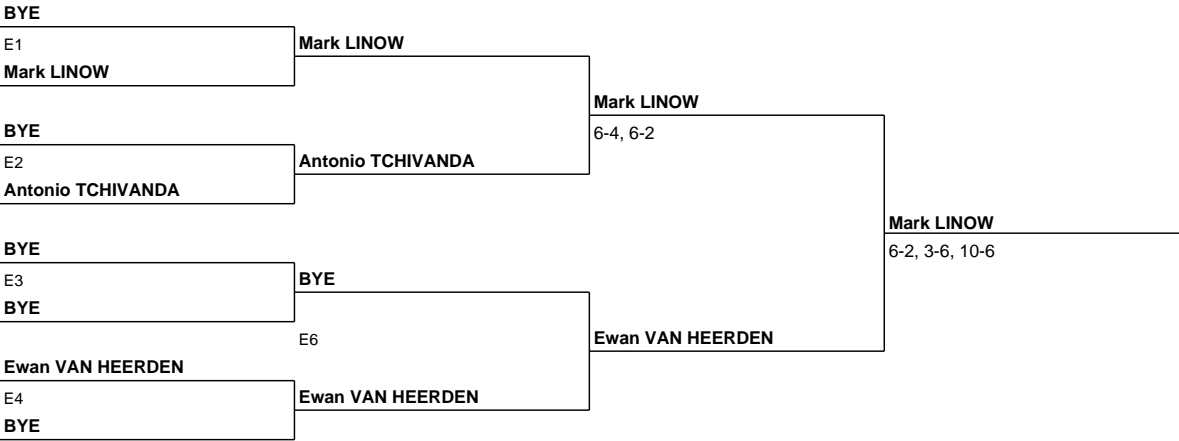 BYE
E1
Mark LINOW
Mark LINOW
Mark LINOW
6-4, 6-2
BYE
E2
Antonio TCHIVANDA
Antonio TCHIVANDA
Mark LINOW
6-2, 3-6, 10-6
BYE
E3
BYE
BYE
E6
Ewan VAN HEERDEN
Ewan VAN HEERDEN
E4
Ewan VAN HEERDEN
BYE